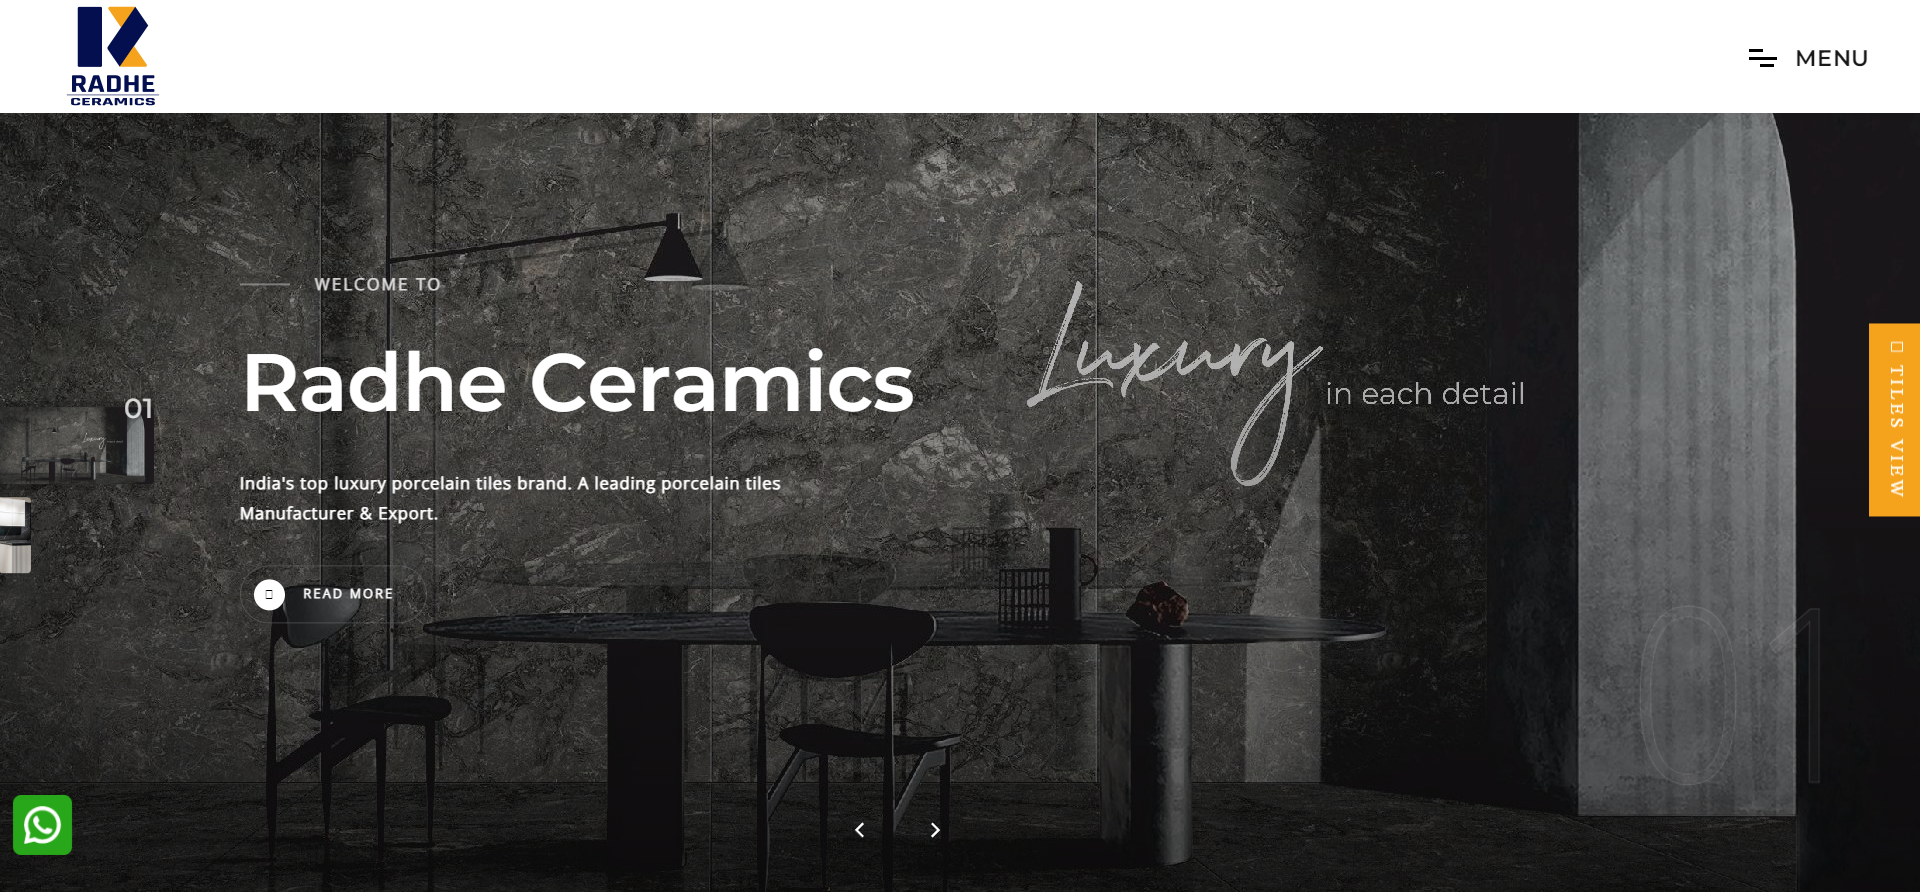 RADHE
CERAMICS
MENU
WELCOME TO
Radhe Ceramics
Luxury in each detail
India's top luxury porcelain tiles brand. A leading porcelain tiles
Manufacturer & Export.
READ MORE
01
TILES VIEW
01